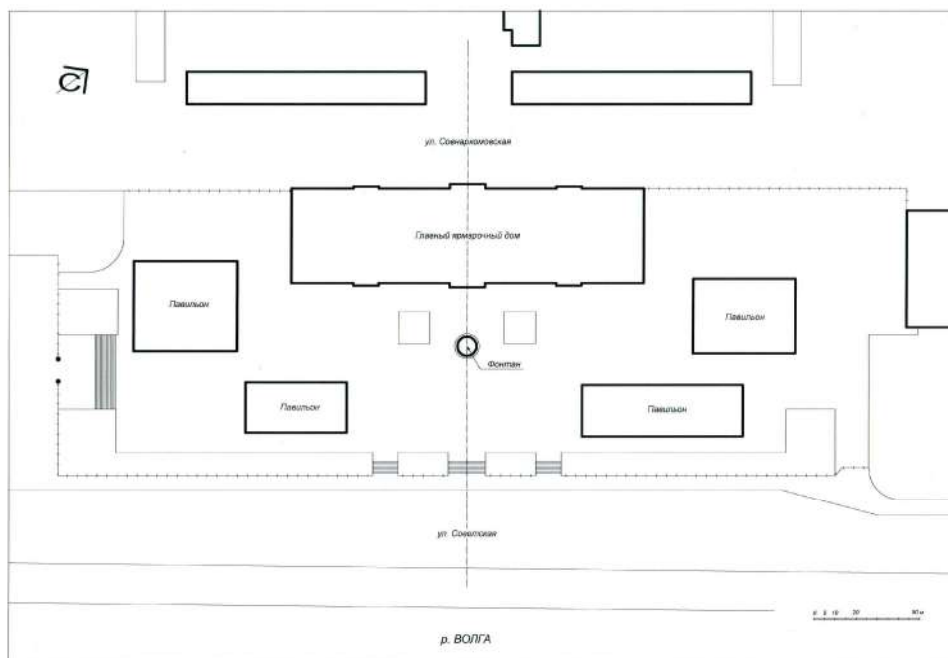 С
ул. Совнаркомовская
Главный ярмарочный дом
Павильон
Павильон
Фонтан
Павильон
Павильон
ул. Советская
р. ВОЛГА